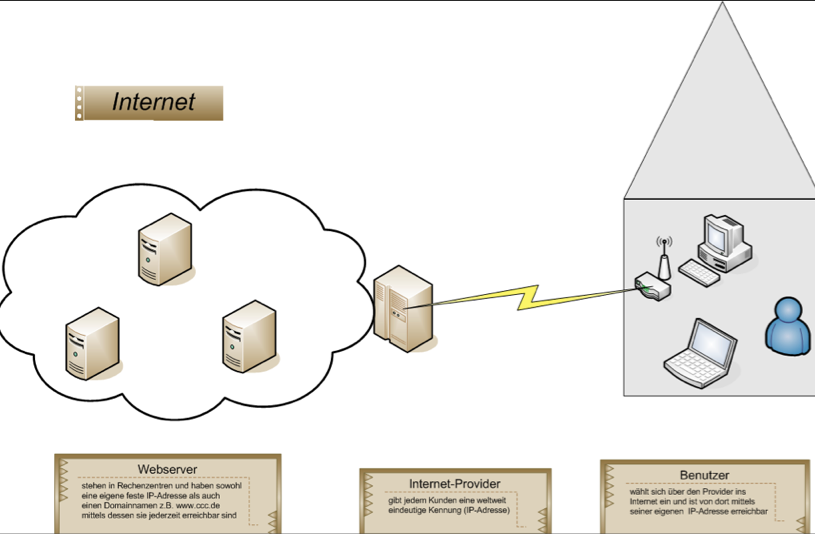 Internet
Webserver
stehen in Rechenzentren und haben sowohl
eine eigene feste IP-Adresse als auch
einen Domainnamen z.B. www.ccc.de
mittels dessen sie jederzeit erreichbar sind
Internet-Provider
gibt jedem Kunden eine weltweit
eindeutige Kennung (IP-Adresse)
Benutzer
wählt sich über den Provider ins
Internet ein und ist von dort mittels
seiner eigenen IP-Adresse erreichbar